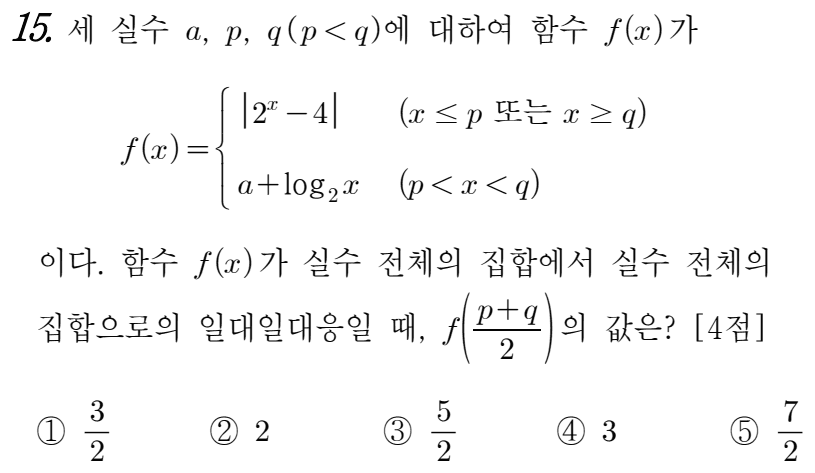 15. 세 실수 a, p, q(p<q)에 대하여 함수 f(x)가
f(x)={ |2^x−4| (x≤p 또는 x≥q)
a+log_2 x (p<x<q)
이다. 함수 f(x)가 실수 전체의 집합에서 실수 전체의
집합으로의 일대일대응일 때, f((p+q)/2)의 값은? [4점]
① 3/2 ② 2 ③ 5/2 ④ 3 ⑤ 7/2